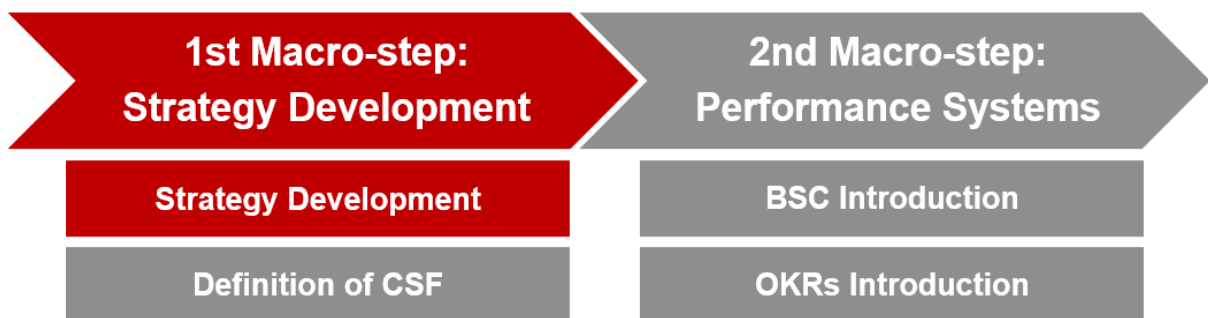 1st Macro-step:
Strategy Development
2nd Macro-step:
Performance Systems
Strategy Development
BSC Introduction
Definition of CSF
OKRs Introduction